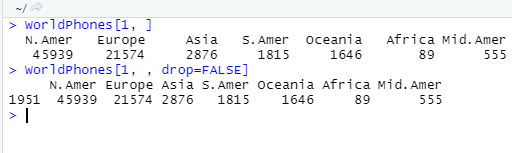 ~/
> worldPhones[1, ]
  N.Amer   Europe     Asia   S.Amer  Oceania   Africa Mid.Amer
   45939    21574     2876     1815     1646       89      555
> worldPhones[1, , drop=FALSE]
     N.Amer Europe Asia S.Amer Oceania Africa Mid.Amer
1951  45939  21574 2876   1815    1646     89      555
>